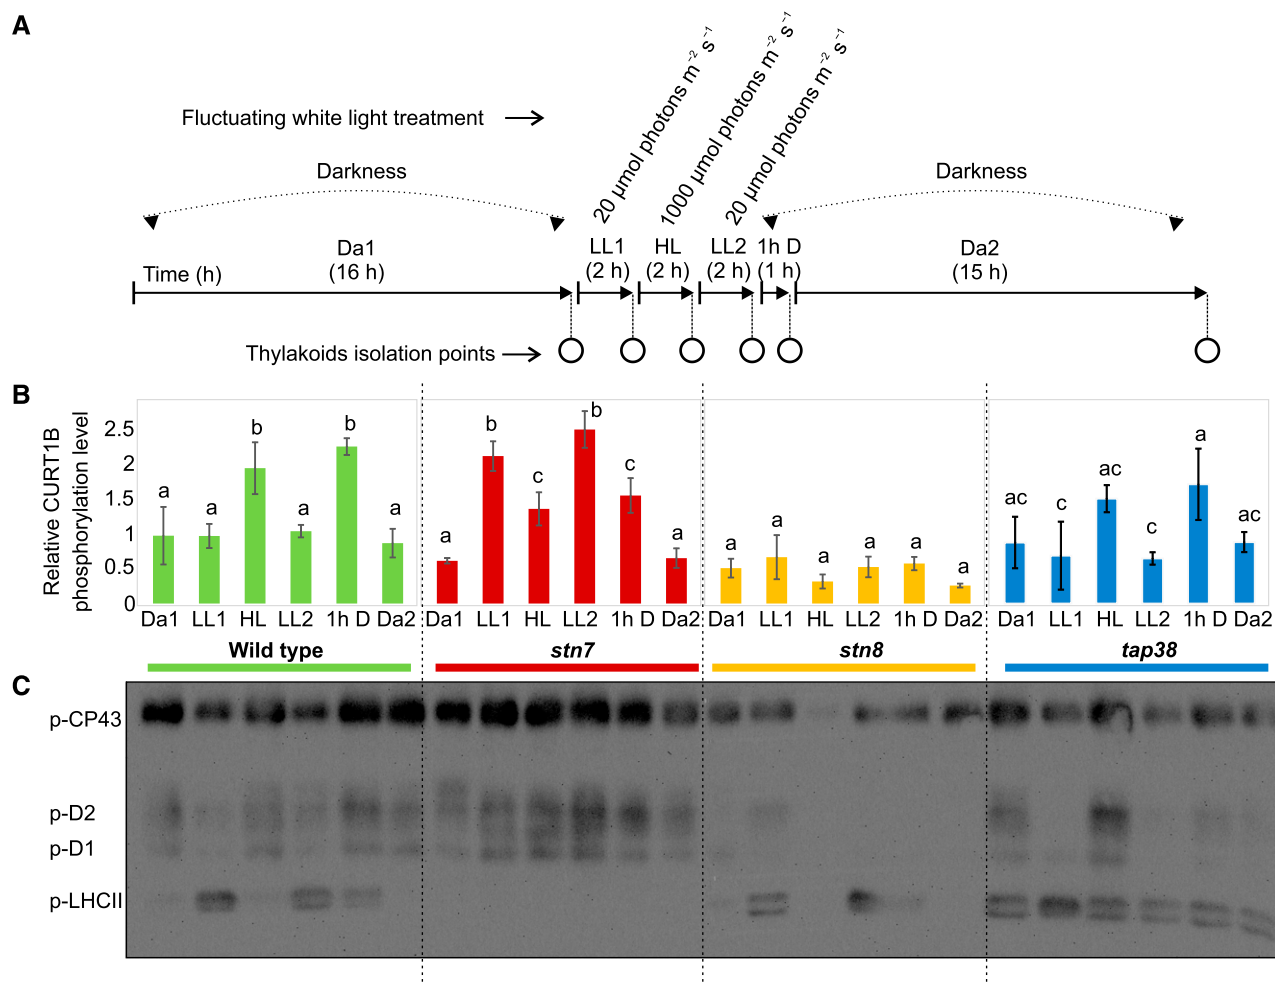 A
20 µmol photons m⁻² s⁻¹
1000 µmol photons m⁻² s⁻¹
20 µmol photons m⁻² s⁻¹
Fluctuating white light treatment →
Darkness
Darkness
Da1 LL1 HL LL2 1h D Da2
Time (h) (16 h) (2 h) (2 h) (2 h) (1 h) (15 h)
Thylakoids isolation points →
B
Relative CURT1B
phosphorylation level
2.5
2
1.5
1
0.5
0
a a b a b a
a b c b c a
a a a a a a
ac c ac c a ac
Da1 LL1 HL LL2 1h D Da2 Da1 LL1 HL LL2 1h D Da2 Da1 LL1 HL LL2 1h D Da2 Da1 LL1 HL LL2 1h D Da2
Wild type stn7 stn8 tap38
C
p-CP43
p-D2
p-D1
p-LHCII